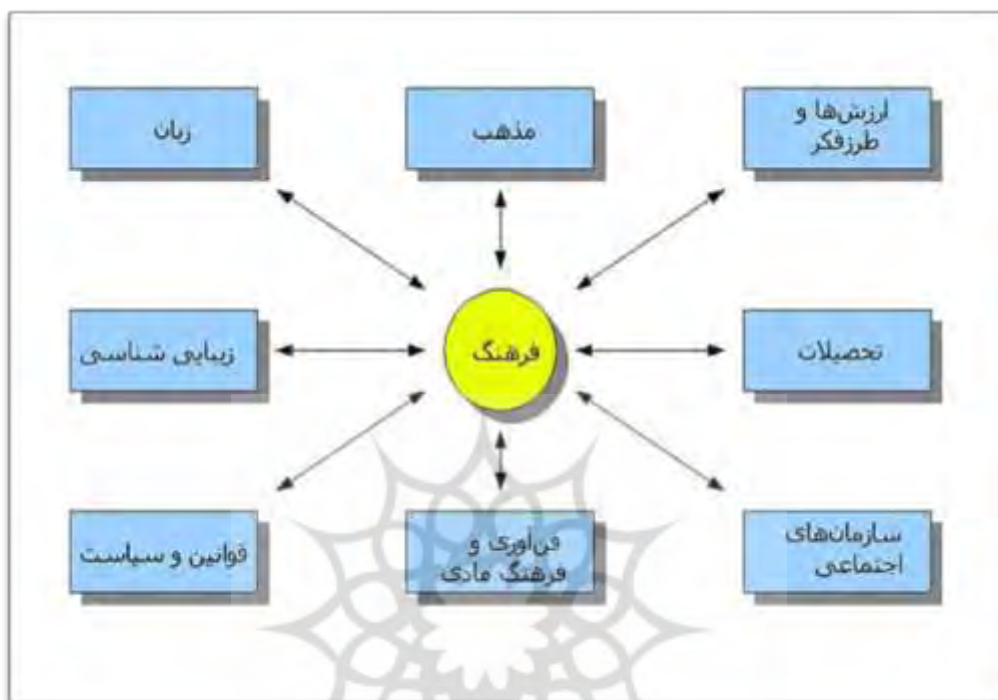 ارزش‌ها و
طرزفکر
مذهب
زبان
تحصیلات
فرهنگ
زیبایی شناسی
سازمان‌های
اجتماعی
فن‌آوری و
فرهنگ مادی
قوانین و سیاست